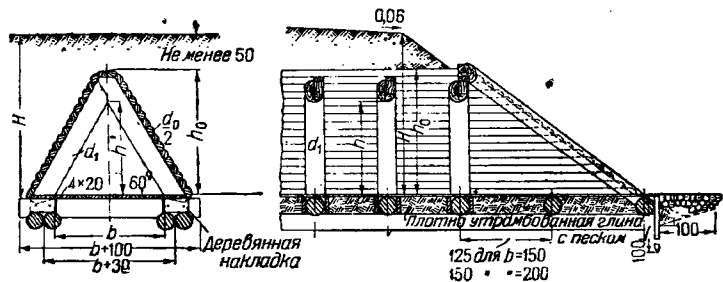 0,06
Не менее 50
H
h₀
d₀
2
h'
d₁
4×20
60°
b
b+100
b+30
Деревянная
накладка
d₁
h
H
h₀
Плотно утрамбованная глина
с песком
125 для b=150
150 " "=200
100
100